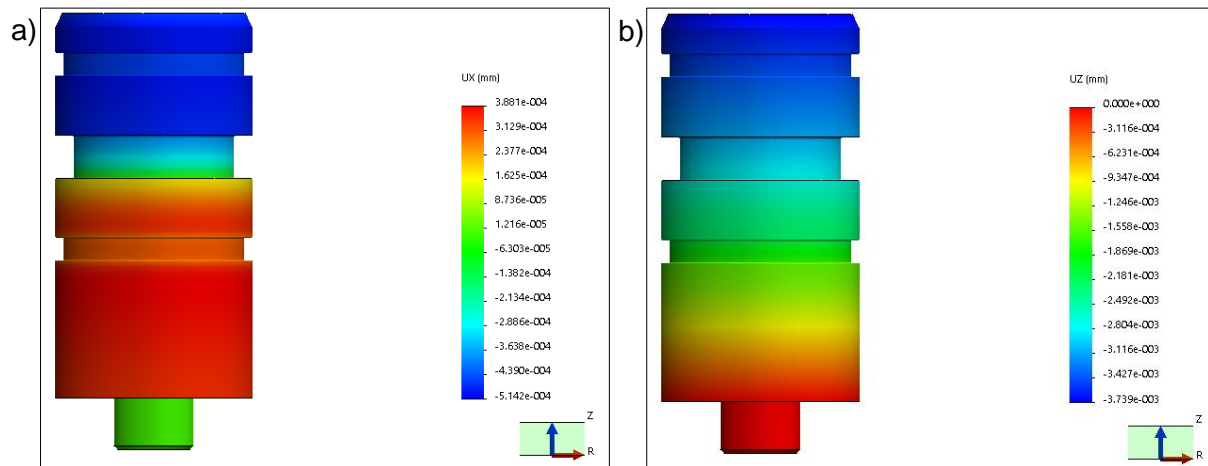 a)
UX (mm)
3.881e-004
3.129e-004
2.377e-004
1.625e-004
8.736e-005
1.216e-005
-6.303e-005
-1.382e-004
-2.134e-004
-2.886e-004
-3.638e-004
-4.390e-004
-5.142e-004
Z
R
b)
UZ (mm)
0.000e+000
-3.116e-004
-6.231e-004
-9.347e-004
-1.246e-003
-1.558e-003
-1.869e-003
-2.181e-003
-2.492e-003
-2.804e-003
-3.116e-003
-3.427e-003
-3.739e-003
Z
R